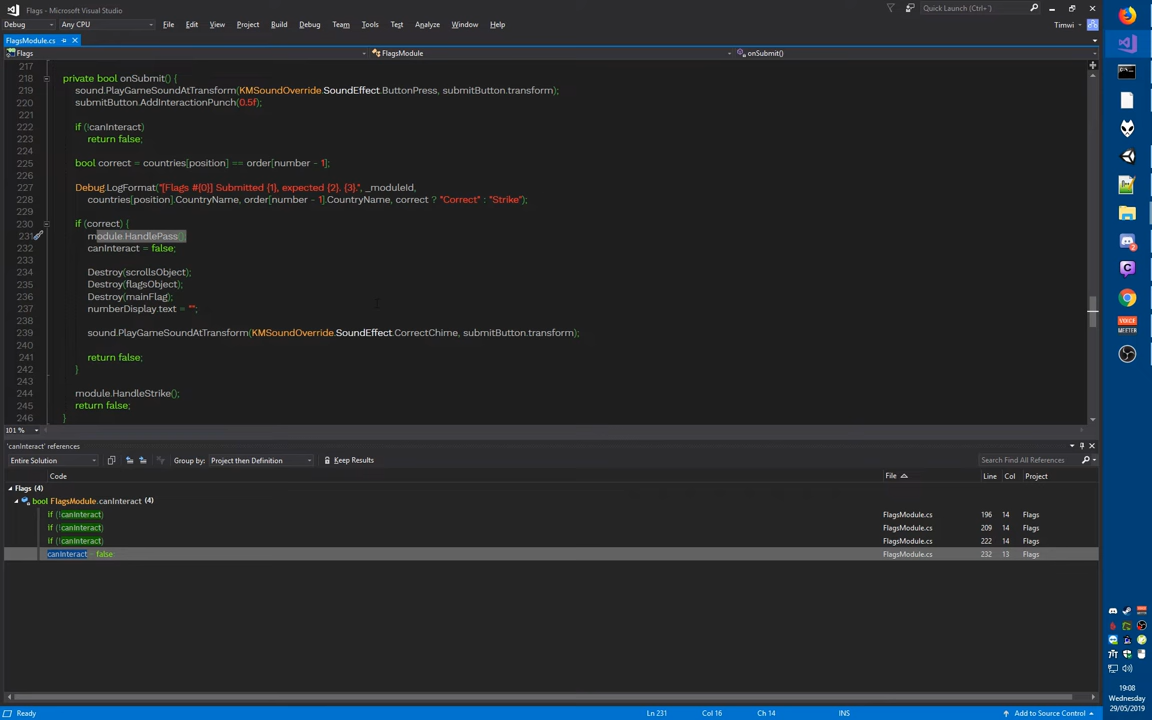 Flags - Microsoft Visual Studio
Quick Launch (Ctrl+Q)
File Edit View Project Build Debug Team Tools Test Analyze Window Help
Timwi
Debug Any CPU
FlagsModule.cs
Flags FlagsModule onSubmit()
217
218 private bool onSubmit() {
219 sound.PlayGameSoundAtTransform(KMSoundOverride.SoundEffect.ButtonPress, submitButton.transform);
220 submitButton.AddInteractionPunch(0.5f);
221
222 if (!canInteract)
223 return false;
224
225 bool correct = countries[position] == order[number - 1];
226
227 Debug.LogFormat("[Flags #{0}] Submitted {1}, expected {2}. {3}.", _moduleId,
228 countries[position].CountryName, order[number - 1].CountryName, correct ? "Correct" : "Strike");
229
230 if (correct) {
231 module.HandlePass()
232 canInteract = false;
233
234 Destroy(scrollsObject);
235 Destroy(flagsObject);
236 Destroy(mainFlag);
237 numberDisplay.text = "";
238
239 sound.PlayGameSoundAtTransform(KMSoundOverride.SoundEffect.CorrectChime, submitButton.transform);
240
241 return false;
242 }
243
244 module.HandleStrike();
245 return false;
246 }
101 %
'canInteract' references
Entire Solution Group by: Project then Definition Keep Results Search Find All References
Code File Line Col Project
Flags (4)
bool FlagsModule.canInteract (4)
if (!canInteract) FlagsModule.cs 196 14 Flags
if (!canInteract) FlagsModule.cs 209 14 Flags
if (!canInteract) FlagsModule.cs 222 14 Flags
canInteract = false; FlagsModule.cs 232 13 Flags
Ready Ln 231 Col 16 Ch 14 INS Add to Source Control
VOICE
MEETER
19:08
Wednesday
29/05/2019